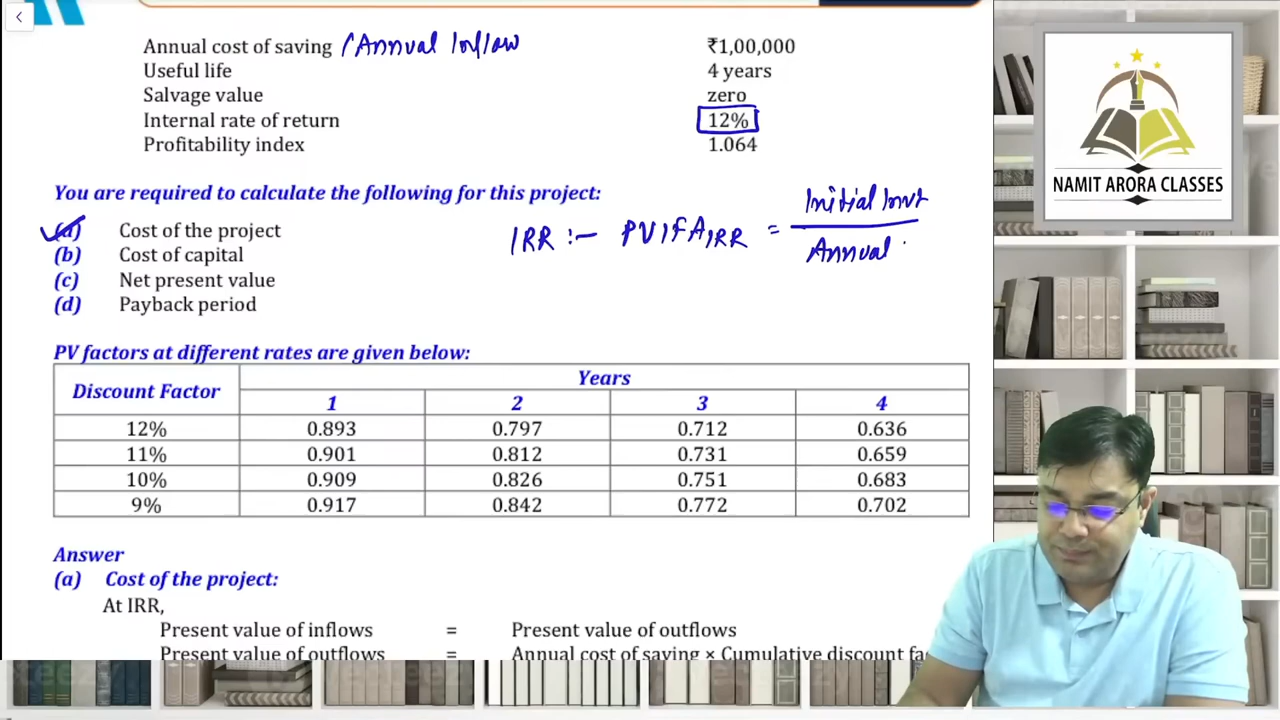 Annual cost of saving / Annual Inflow ₹1,00,000
Useful life 4 years
Salvage value zero
Internal rate of return 12%
Profitability index 1.064
NAMIT ARORA CLASSES
You are required to calculate the following for this project:
(a) Cost of the project
(b) Cost of capital
(c) Net present value
(d) Payback period
IRR :- PVIFA IRR = Initial Invt
Annual
PV factors at different rates are given below:
Discount Factor Years
1 2 3 4
12% 0.893 0.797 0.712 0.636
11% 0.901 0.812 0.731 0.659
10% 0.909 0.826 0.751 0.683
9% 0.917 0.842 0.772 0.702
Answer
(a) Cost of the project:
At IRR,
Present value of inflows = Present value of outflows
Present value of outflows = Annual cost of saving × Cumulative discount fa